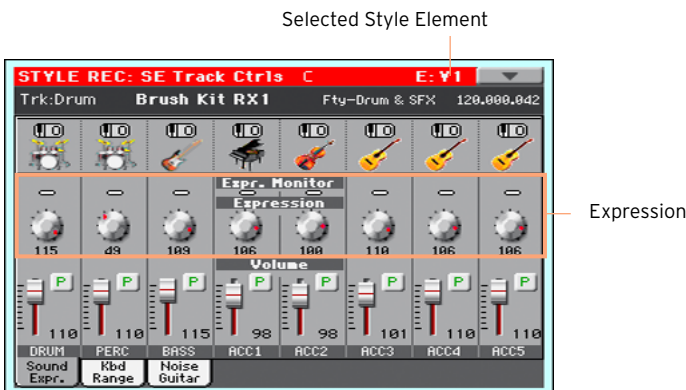 Selected Style Element
STYLE REC: SE Track Ctrls C E: V1
Trk:Drum Brush Kit RX1 Fty-Drum & SFX 120.000.042
Expr. Monitor
Expression
Expression
115 49 109 106 100 110 106 106
Volume
P P P P P P P P
110 110 115 98 98 101 110 110
DRUM PERC BASS ACC1 ACC2 ACC3 ACC4 ACC5
Sound Expr. Kbd Range Noise Guitar